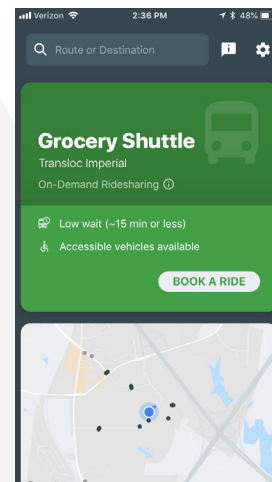 Verizon 2:36 PM 48%
Route or Destination
Grocery Shuttle
Transloc Imperial
On-Demand Ridesharing
Low wait (~15 min or less)
Accessible vehicles available
BOOK A RIDE